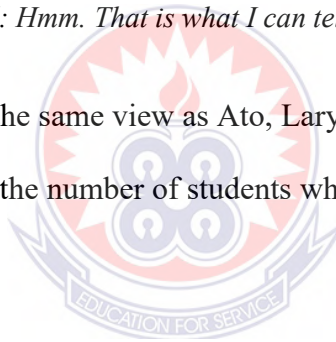 : Hmm. That is what I can te
he same view as Ato, Lary
the number of students wh
EDUCATION FOR SERVICE